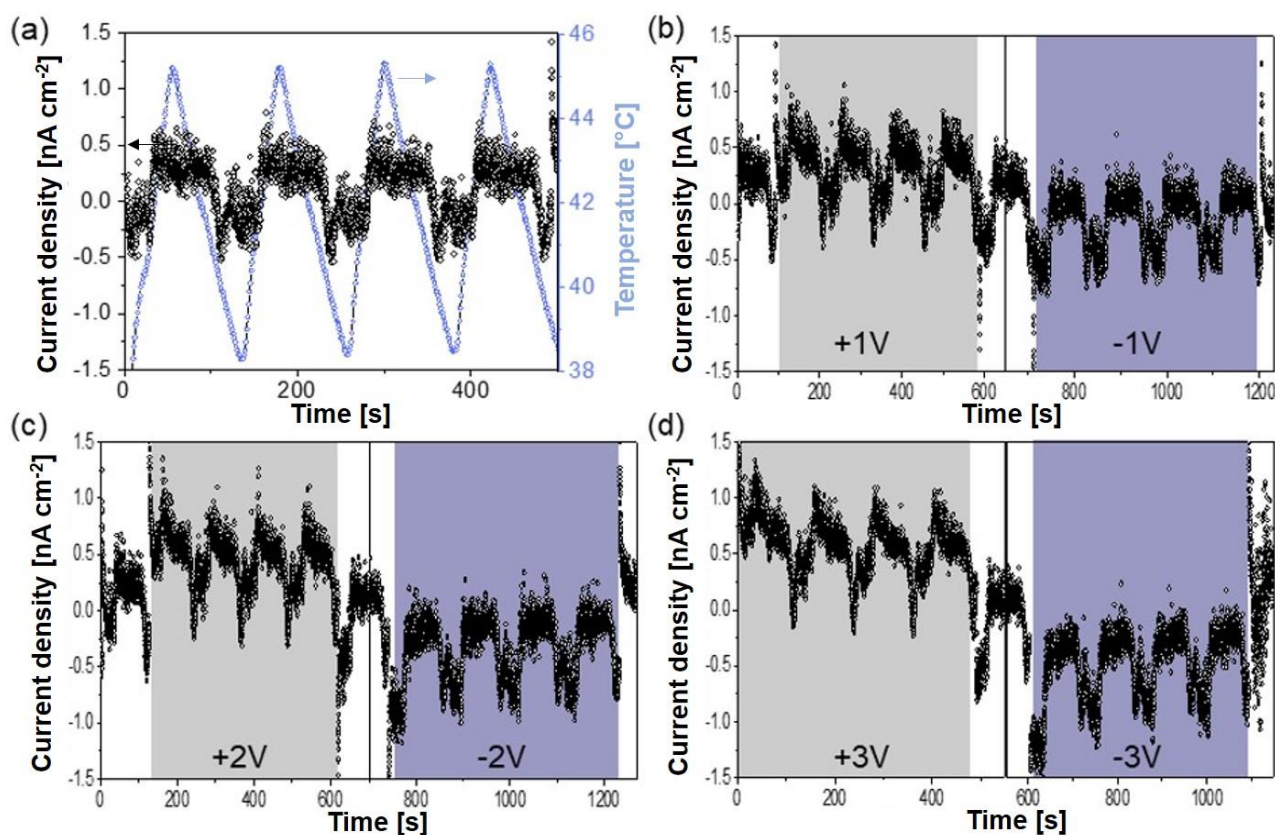 (a)
Current density [nA cm-2]
1.5
1.0
0.5
0.0
-0.5
-1.0
-1.5
0
200
400
Time [s]
46
44
42
40
38
Temperature [°C]
(b)
Current density [nA cm-2]
1.5
1.0
0.5
0.0
-0.5
-1.0
-1.5
+1V
-1V
0
200
400
600
800
1000
1200
Time [s]
(c)
Current density [nA cm-2]
1.5
1.0
0.5
0.0
-0.5
-1.0
-1.5
+2V
-2V
0
200
400
600
800
1000
1200
Time [s]
(d)
Current density [nA cm-2]
1.5
1.0
0.5
0.0
-0.5
-1.0
-1.5
+3V
-3V
0
200
400
600
800
1000
Time [s]